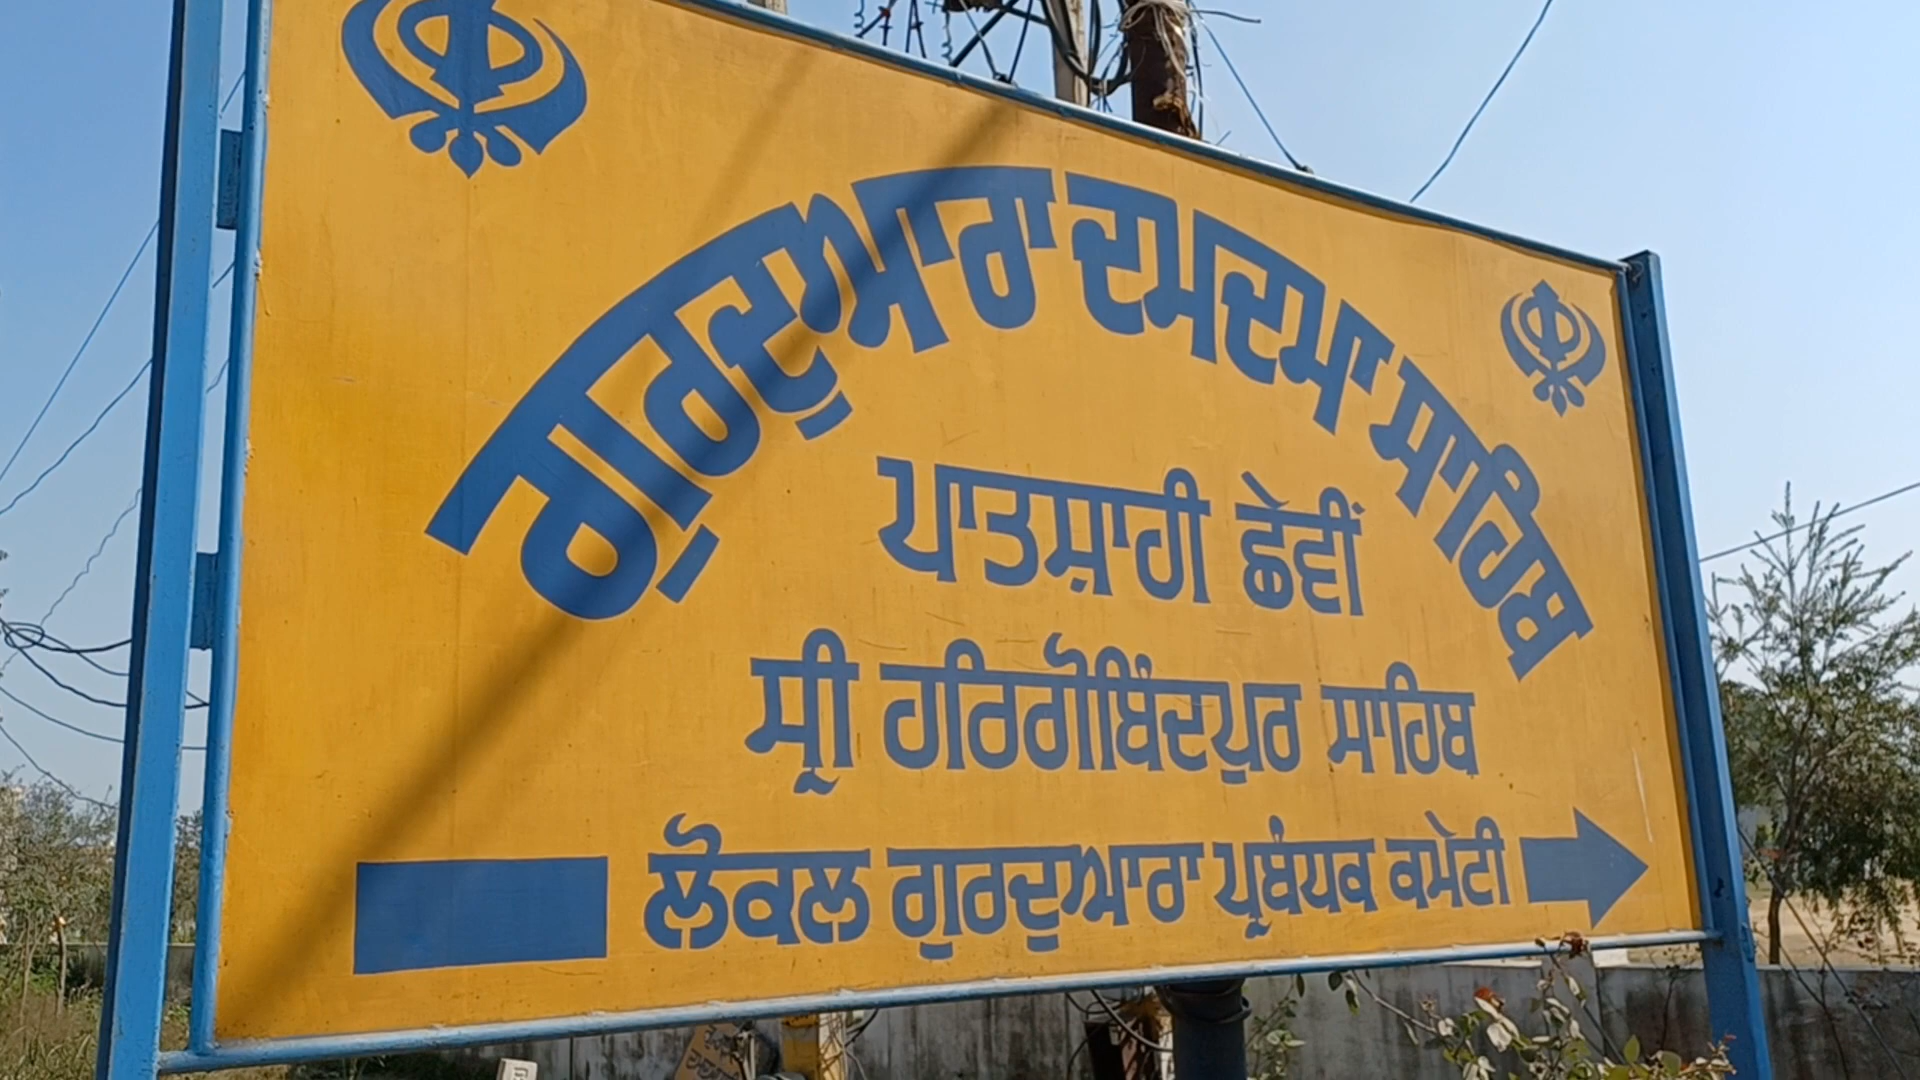 ਗੁਰਦੁਆਰਾ ਦਮਦਮਾ ਸਾਹਿਬ
ਪਾਤਸ਼ਾਹੀ ਛੇਵੀਂ
ਸ੍ਰੀ ਹਰਿਗੋਬਿੰਦਪੁਰ ਸਾਹਿਬ
ਲੋਕਲ ਗੁਰਦੁਆਰਾ ਪ੍ਰਬੰਧਕ ਕਮੇਟੀ